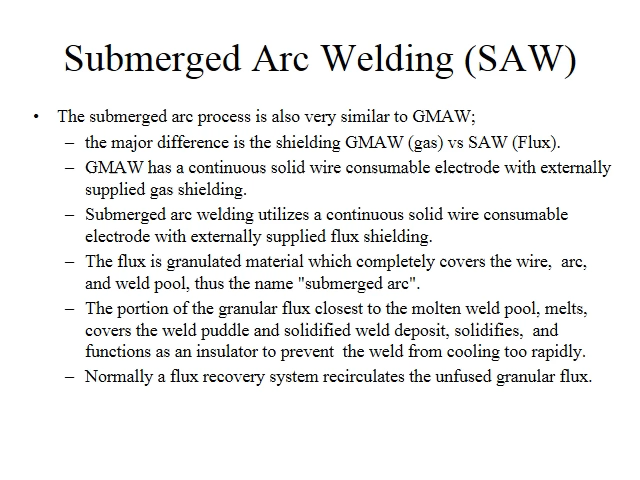 Submerged Arc Welding (SAW)
• The submerged arc process is also very similar to GMAW;
– the major difference is the shielding GMAW (gas) vs SAW (Flux).
– GMAW has a continuous solid wire consumable electrode with externally
supplied gas shielding.
– Submerged arc welding utilizes a continuous solid wire consumable
electrode with externally supplied flux shielding.
– The flux is granulated material which completely covers the wire, arc,
and weld pool, thus the name "submerged arc".
– The portion of the granular flux closest to the molten weld pool, melts,
covers the weld puddle and solidified weld deposit, solidifies, and
functions as an insulator to prevent the weld from cooling too rapidly.
– Normally a flux recovery system recirculates the unfused granular flux.